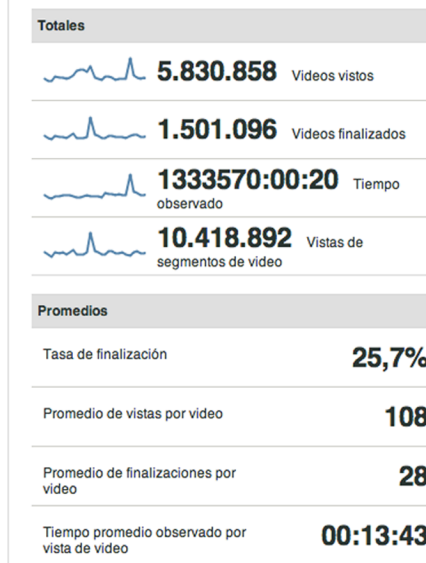 Totales
5.830.858 Videos vistos
1.501.096 Videos finalizados
1333570:00:20 Tiempo
observado
10.418.892 Vistas de
segmentos de video
Promedios
Tasa de finalización 25,7%
Promedio de vistas por video 108
Promedio de finalizaciones por 28
video
Tiempo promedio observado por 00:13:43
vista de video